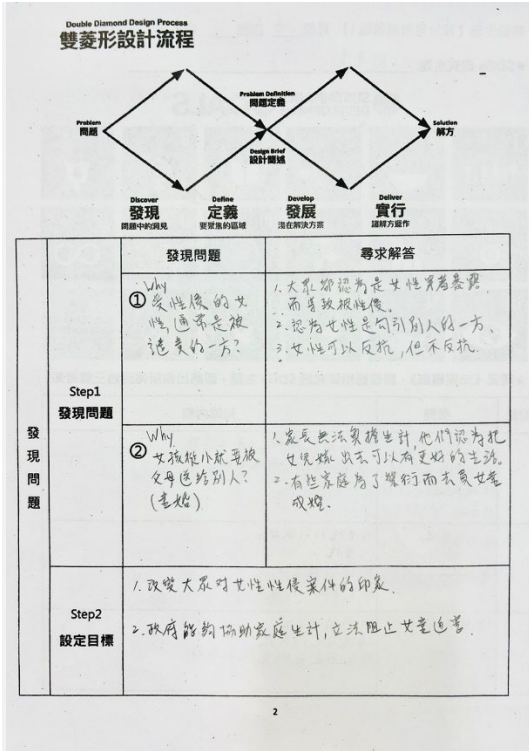 Double Diamond Design Process
雙菱形設計流程
Problem
問題
Problem Definition
問題定義
Design Brief
設計簡述
Solution
解方
Discover
發現
問題中的洞見
Define
定義
要聚焦的區域
Develop
發展
潛在解決方案
Deliver
實行
讓解方運作
發現問題
尋求解答
發現問題
Step1
發現問題
Why
① 受性侵的女
性,通常是被
譴責的一方?
1. 大眾都認為是女性穿著暴露
而導致被性侵。
2. 認為女性是勾引別人的一方。
3. 女性可以反抗,但不反抗。
Why
② 女孩從小就要被
父母送給別人?
(童婚)
1. 家長無法負擔生計,他們認為把
女兒嫁出去可以有更好的生活。
2. 有些家庭為了繁衍而去買女童
成婚。
Step2
設定目標
1. 改變大眾對女性性侵案件的印象.
2. 政府能夠協助家庭生計,立法阻止女童迫害.
2